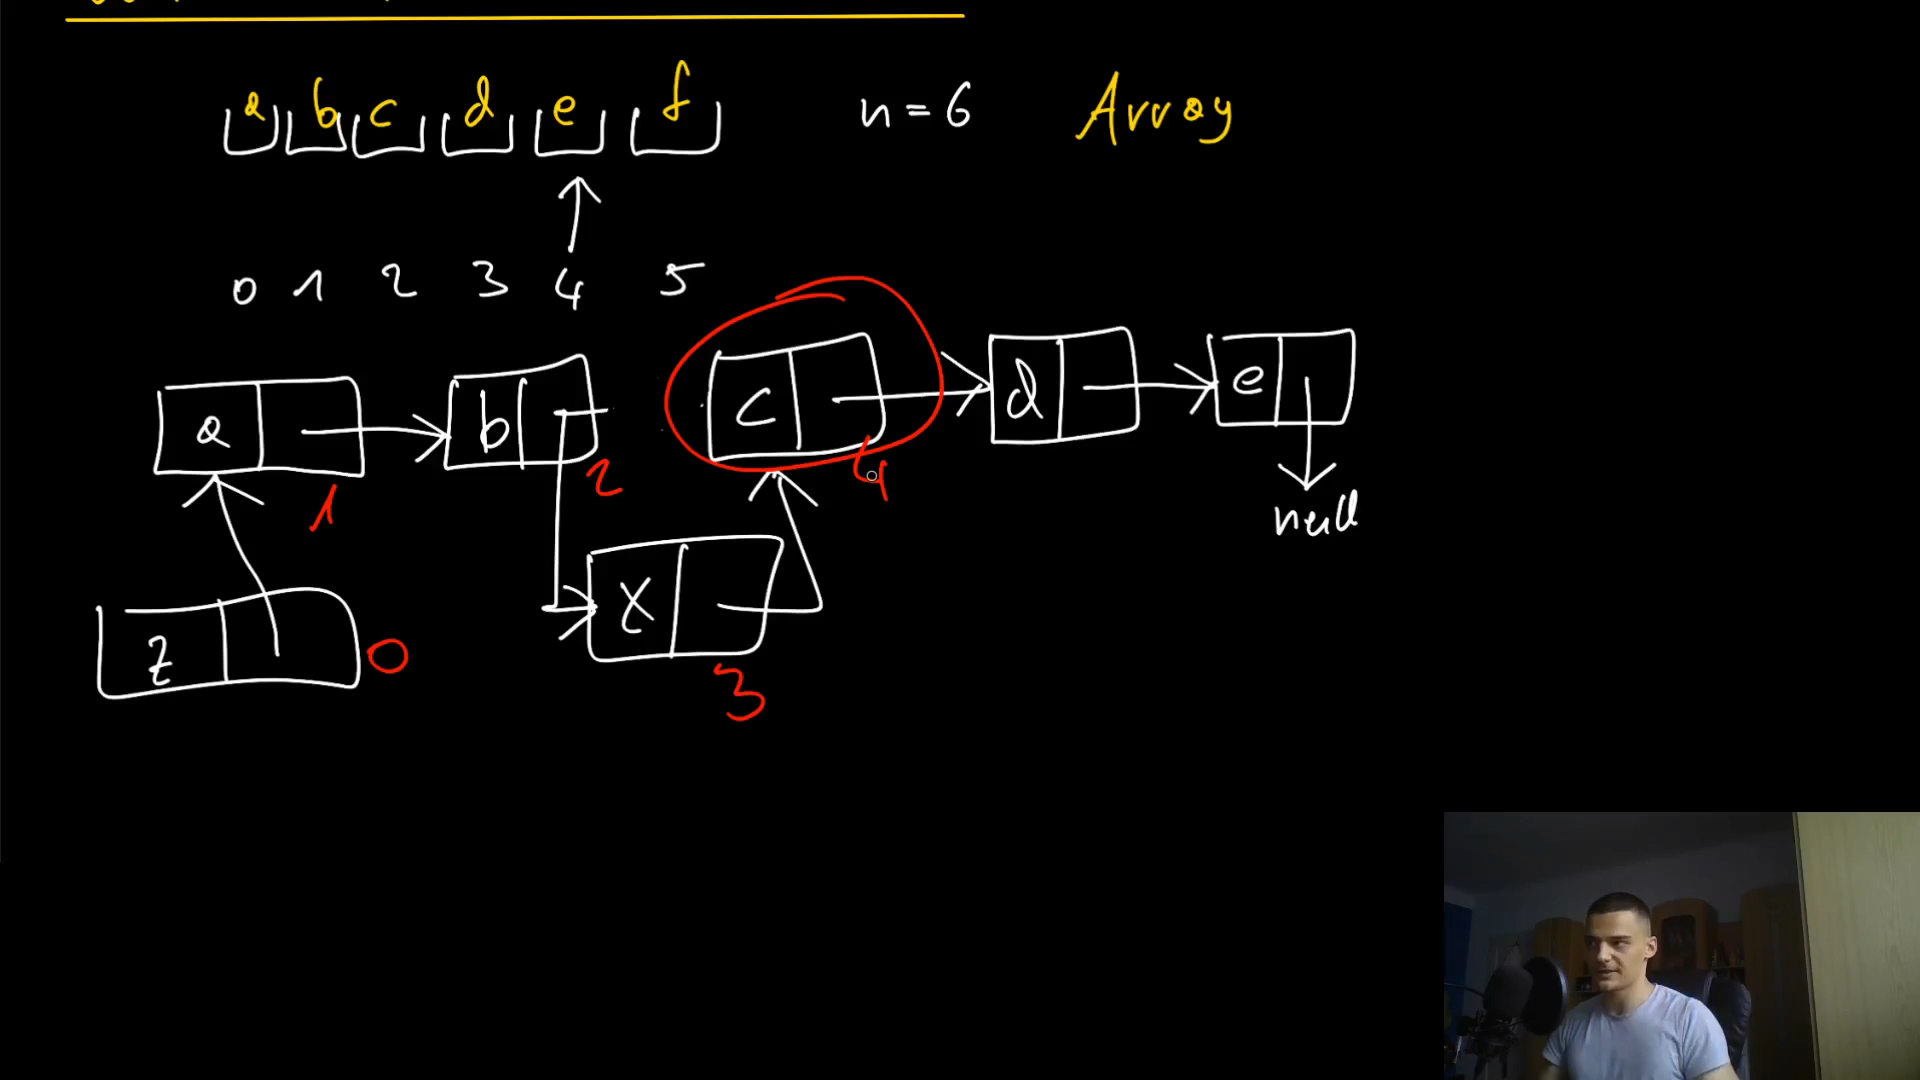 a b c d e f n = 6 Array
0 1 2 3 4 5
a b c d e
1 2 4
null
z 0 x
3